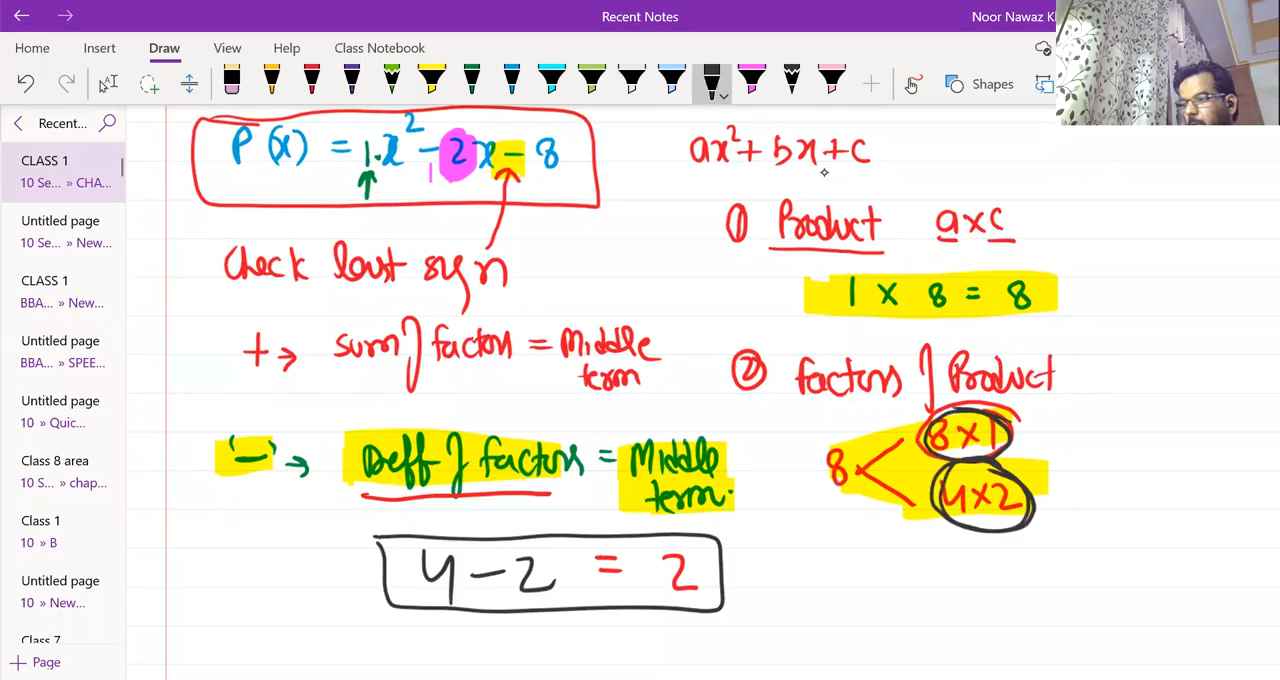 Recent Notes
Noor Nawaz Kh
Home Insert Draw View Help Class Notebook
Shapes
Recent...
CLASS 1
10 Se... » CHA...
Untitled page
10 Se... » New...
CLASS 1
BBA... » New...
Untitled page
BBA... » SPEE...
Untitled page
10 » Quic...
Class 8 area
10 S... » chap...
Class 1
10 » B
Untitled page
10 » New...
Class 7
Page
P(x) = 1.x² - 2x - 8
Check last sign
+ → sum of factors = Middle term
'-' → Deff of factors = Middle term.
4 - 2 = 2
ax² + bx + c
① Product a x c
1 x 8 = 8
② factors of Product
8 < 8 x 1
4 x 2